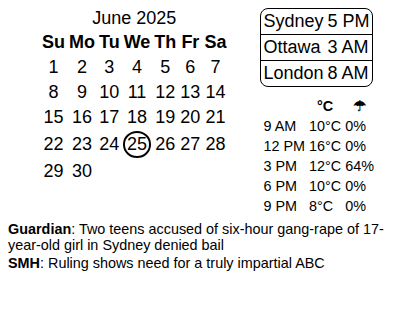 June 2025
Su Mo Tu We Th Fr Sa
1 2 3 4 5 6 7
8 9 10 11 12 13 14
15 16 17 18 19 20 21
22 23 24 25 26 27 28
29 30
Sydney 5 PM
Ottawa 3 AM
London 8 AM
°C ☂
9 AM 10°C 0%
12 PM 16°C 0%
3 PM 12°C 64%
6 PM 10°C 0%
9 PM 8°C 0%
Guardian: Two teens accused of six-hour gang-rape of 17-
year-old girl in Sydney denied bail
SMH: Ruling shows need for a truly impartial ABC